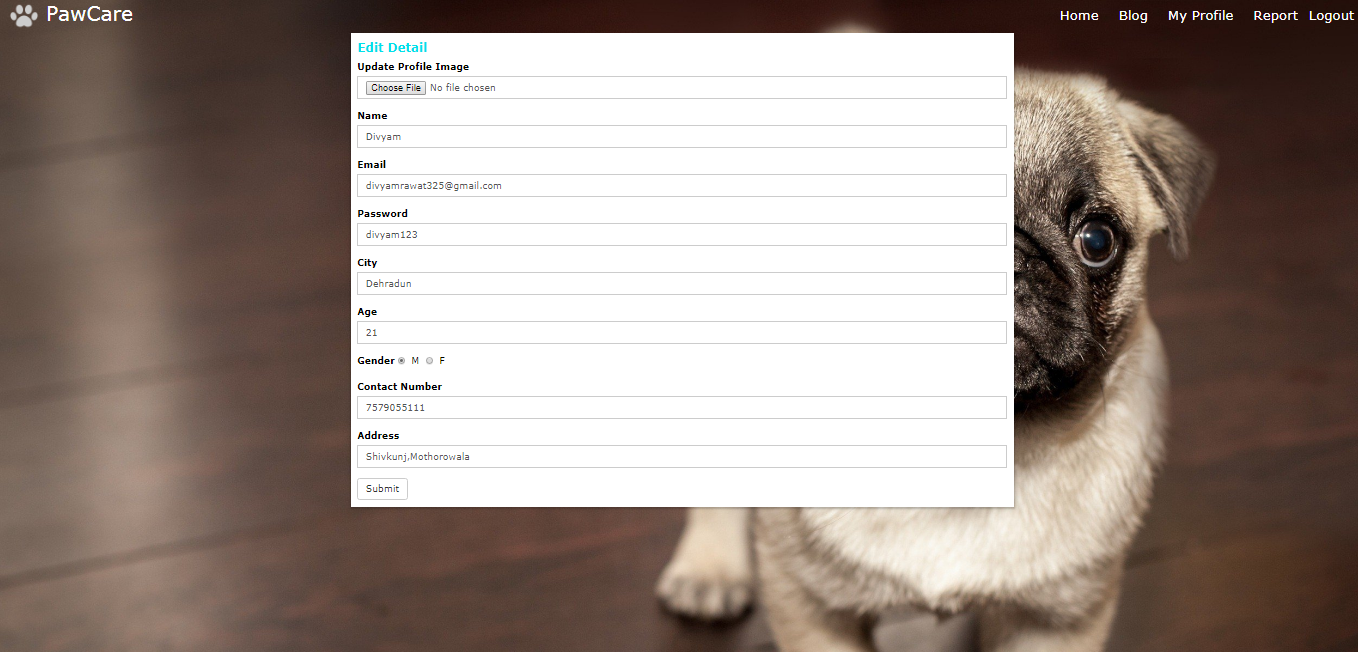 PawCare
Home Blog My Profile Report Logout
Edit Detail
Update Profile Image
Choose File No file chosen
Name
Divyam
Email
divyamrawat325@gmail.com
Password
divyam123
City
Dehradun
Age
21
Gender M F
Contact Number
7579055111
Address
Shivkunj,Mothorowala
Submit